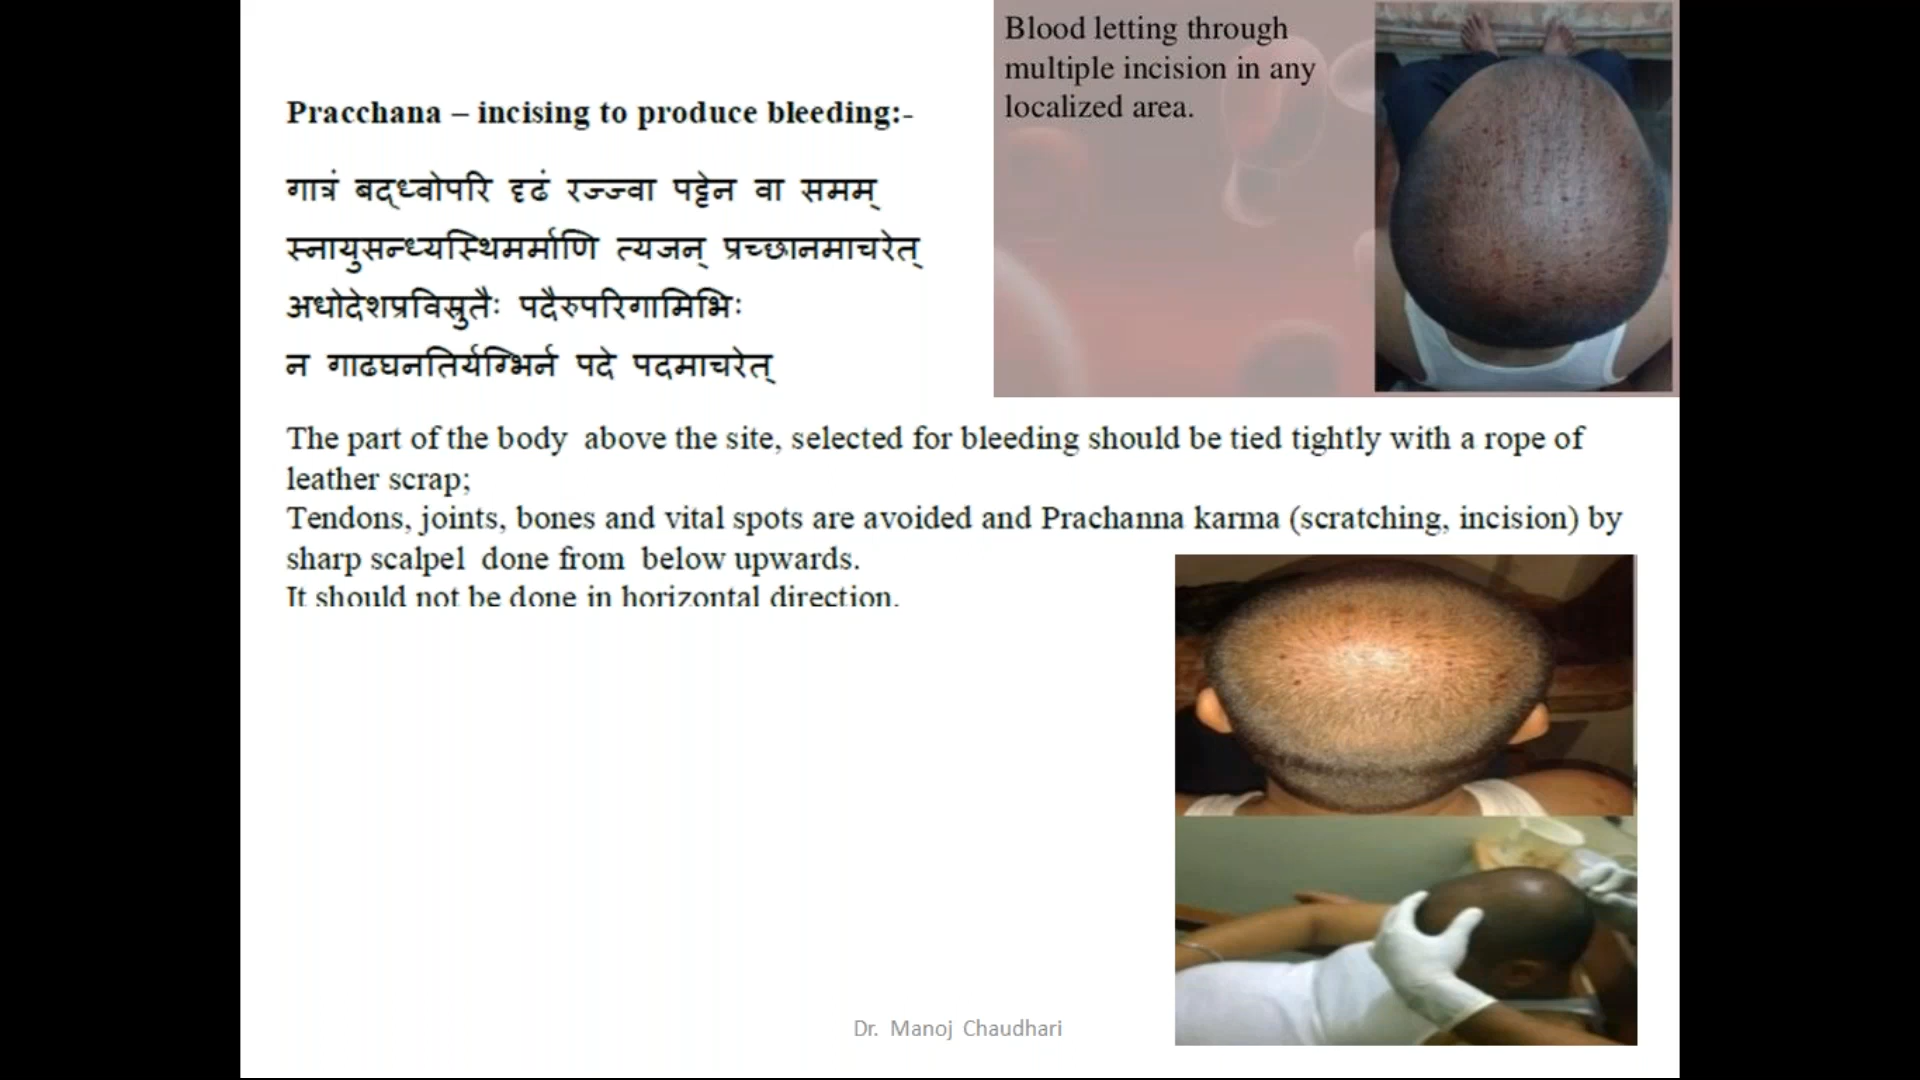 Blood letting through
multiple incision in any
localized area.
Pracchana – incising to produce bleeding:-
गात्रं बद्ध्वोपरि दृढं रज्ज्वा पट्टेन वा समम्
स्नायुसन्ध्यस्थिमर्माणि त्यजन् प्रच्छानमाचरेत्
अधोदेशप्रविस्रुतैः पदैरुपरिगामिभिः
न गाढघनतिर्यग्भिर्न पदे पदमाचरेत्
The part of the body above the site, selected for bleeding should be tied tightly with a rope of
leather scrap;
Tendons, joints, bones and vital spots are avoided and Prachanna karma (scratching, incision) by
sharp scalpel done from below upwards.
It should not be done in horizontal direction.
Dr. Manoj Chaudhari